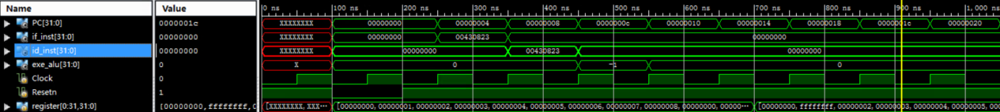 Name Value 0 ns 100 ns 200 ns 300 ns 400 ns 500 ns 600 ns 700 ns 800 ns 900 ns 1,000 ns
PC[31:0] 0000001c XXXXXXXX 00000000 00000004 00000008 0000000c 00000010 00000014 00000018 0000001c 00000020
if_inst[31:0] 00000000 XXXXXXXX 00000000 00430823 00000000
id_inst[31:0] 00000000 XXXXXXXX 00000000 00430823 00000000
exe_alu[31:0] 0 X 0 -1 0
Clock 0
Resetn 1
register[0:31,31:0] [00000000,ffffffff,0 [XXXXXXXX, XXX… [00000000, 00000001, 00000002, 00000003, 00000004, 00000005, 00000006, 00000007, 00000008, 00000000, 00000… [00000000, ffffffff, 00000002, 00000003, 00000004, 00000005, 00